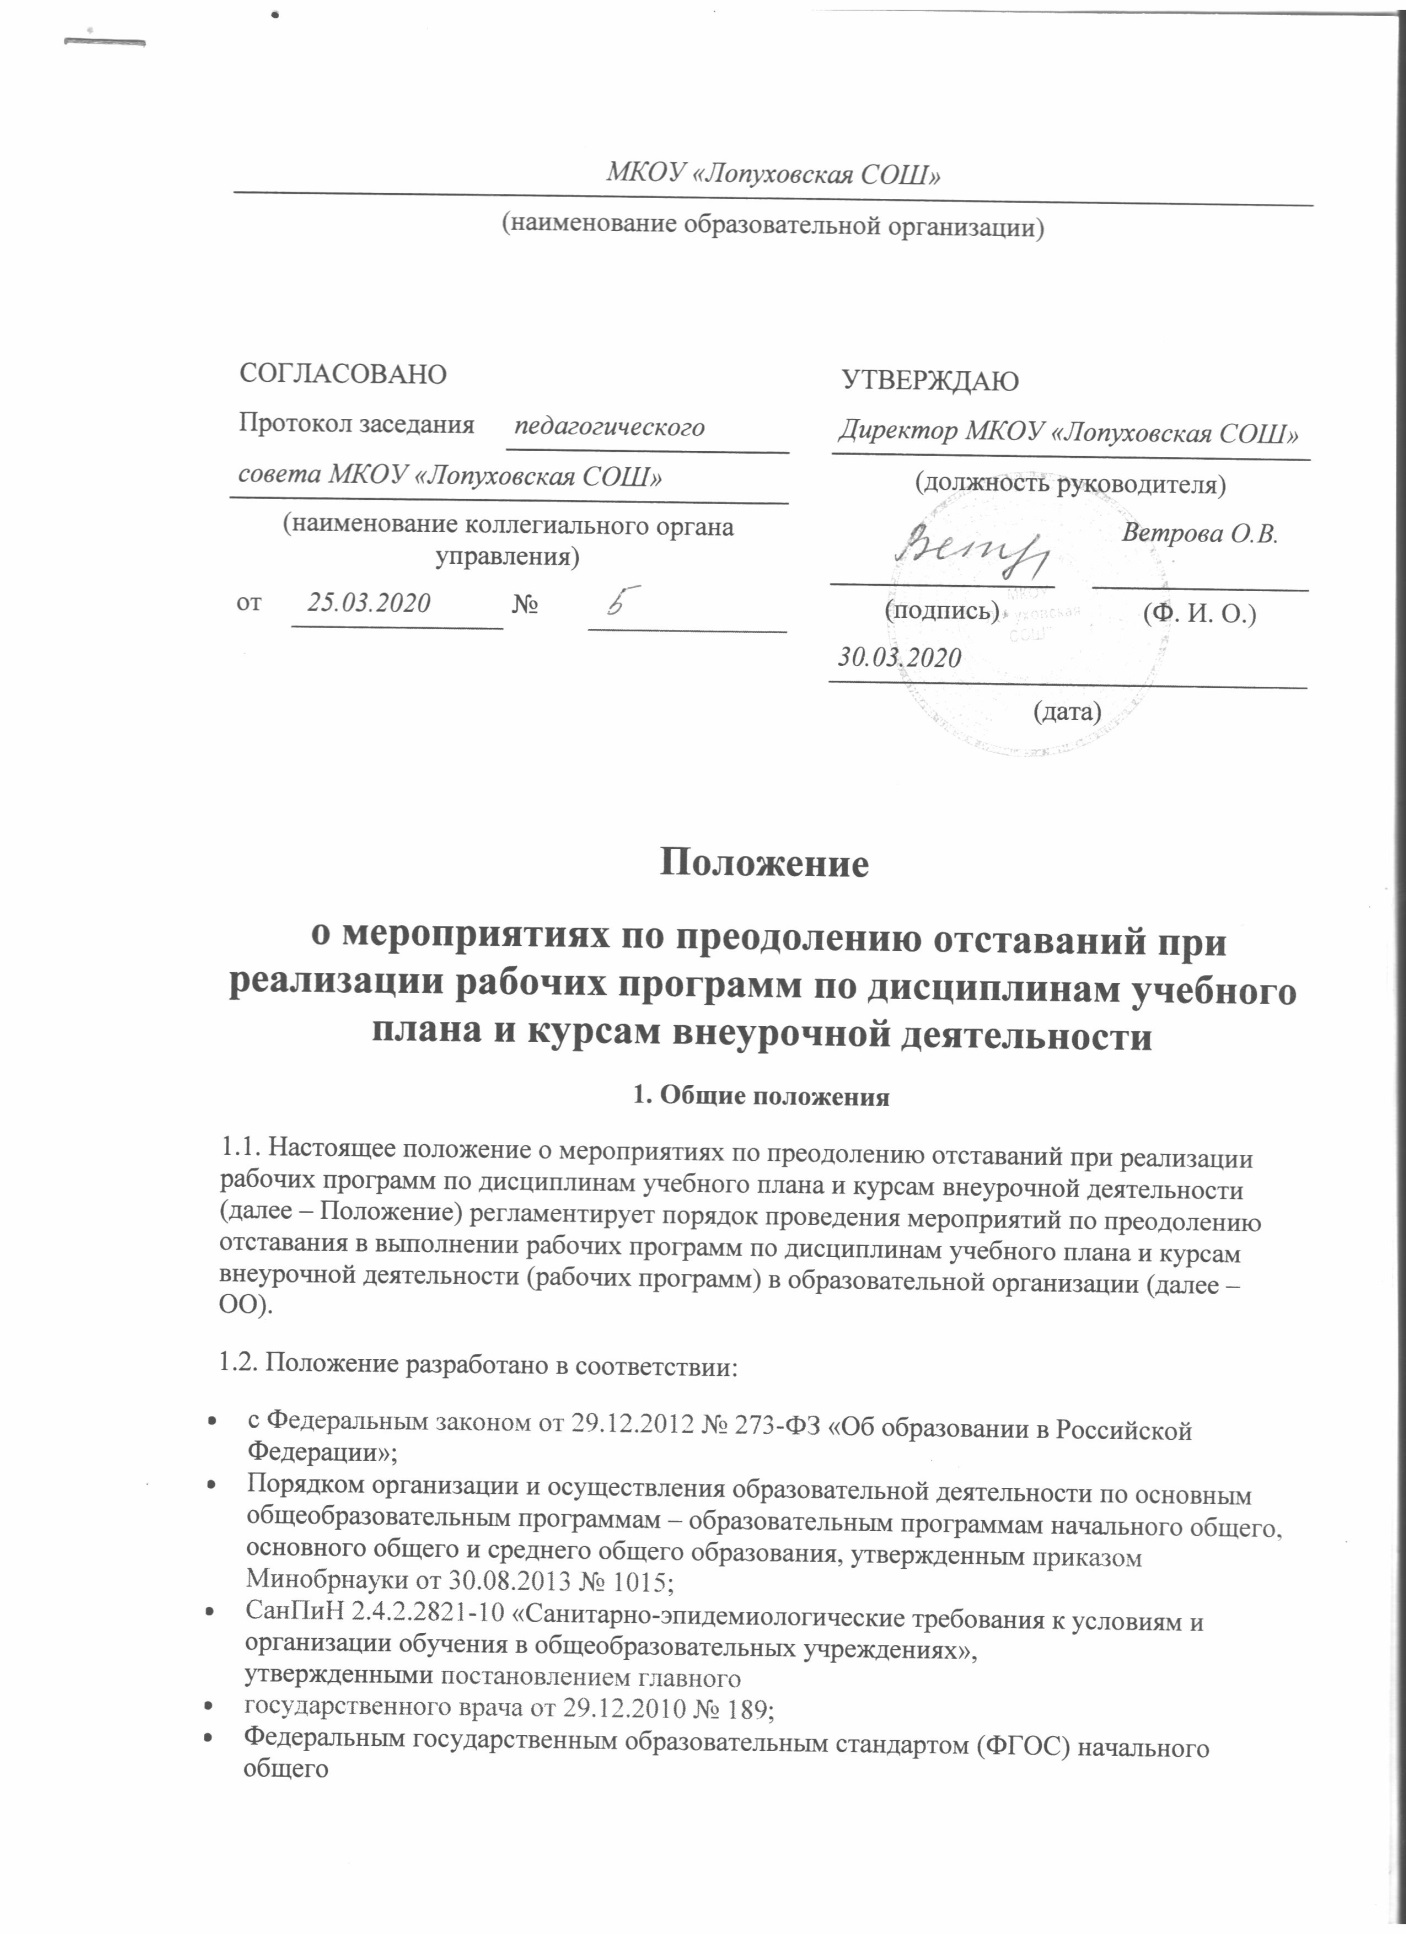 МКОУ «Лопуховская СОШ»
(наименование образовательной организации)
СОГЛАСОВАНО
Протокол заседания педагогического
совета МКОУ «Лопуховская СОШ»
(наименование коллегиального органа
управления)
от 25.03.2020 № 5
УТВЕРЖДАЮ
Директор МКОУ «Лопуховская СОШ»
(должность руководителя)
Ветрова О.В.
(подпись) (Ф. И. О.)
30.03.2020
(дата)
Положение
о мероприятиях по преодолению отставаний при
реализации рабочих программ по дисциплинам учебного
плана и курсам внеурочной деятельности
1. Общие положения
1.1. Настоящее положение о мероприятиях по преодолению отставаний при реализации
рабочих программ по дисциплинам учебного плана и курсам внеурочной деятельности
(далее – Положение) регламентирует порядок проведения мероприятий по преодолению
отставания в выполнении рабочих программ по дисциплинам учебного плана и курсам
внеурочной деятельности (рабочих программ) в образовательной организации (далее –
ОО).
1.2. Положение разработано в соответствии:
• с Федеральным законом от 29.12.2012 № 273-ФЗ «Об образовании в Российской
Федерации»;
• Порядком организации и осуществления образовательной деятельности по основным
общеобразовательным программам – образовательным программам начального общего,
основного общего и среднего общего образования, утвержденным приказом
Минобрнауки от 30.08.2013 № 1015;
• СанПиН 2.4.2.2821-10 «Санитарно-эпидемиологические требования к условиям и
организации обучения в общеобразовательных учреждениях»,
утвержденными постановлением главного
• государственного врача от 29.12.2010 № 189;
• Федеральным государственным образовательным стандартом (ФГОС) начального
общего